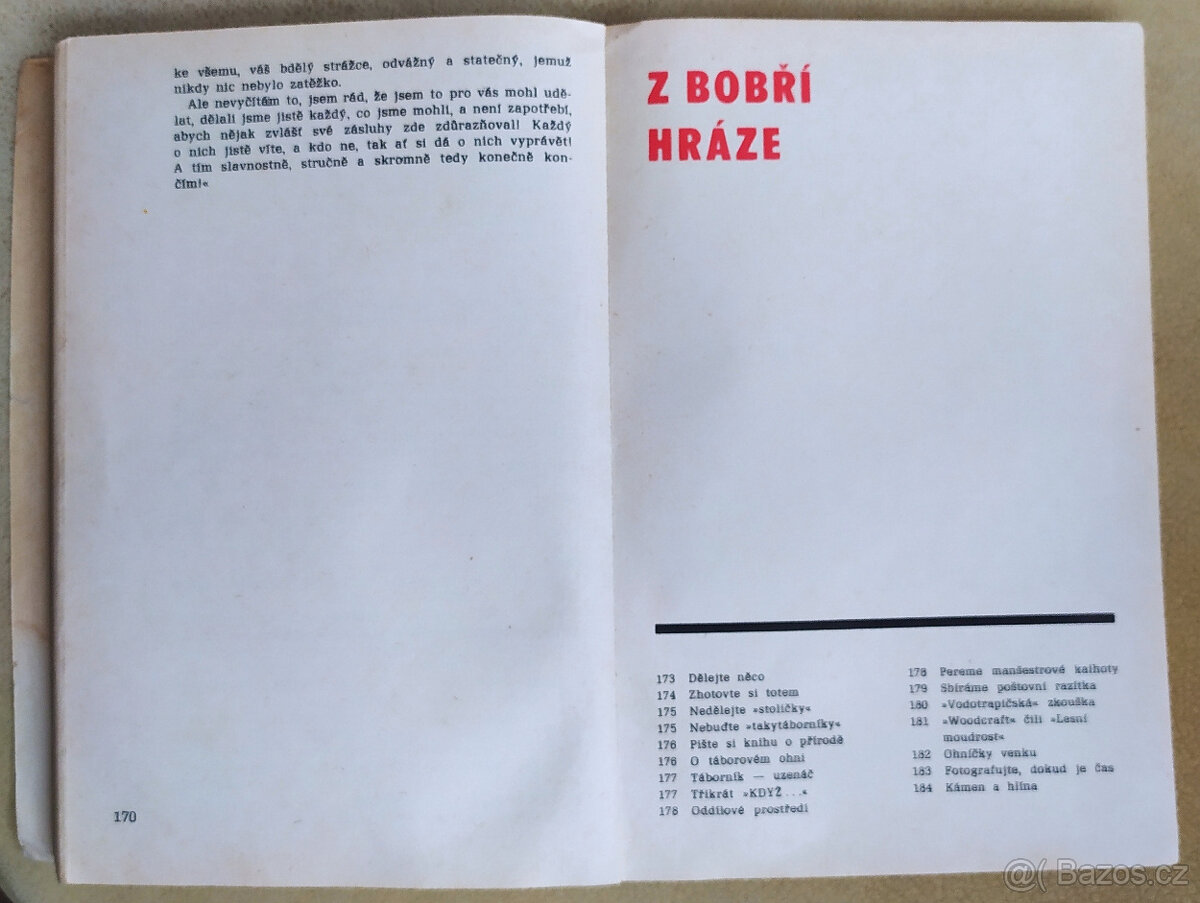 ke všemu, váš bdělý strážce, odvážný a statečný, jemuž
nikdy nic nebylo zatěžko.
Ale nevyčítám to, jsem rád, že jsem to pro vás mohl udě-
lat, dělali jsme jistě každý, co jsme mohli, a není zapotřebí,
abych nějak zvlášť své zásluhy zde zdůrazňoval! Každý
o nich jistě víte, a kdo ne, tak ať si dá o nich vyprávět!
A tím slavnostně, stručně a skromně tedy konečně kon-
čím!«
170
Z BOBŘÍ
HRÁZE
173 Dělejte něco
174 Zhotovte si totem
175 Nedělejte »stoličky«
175 Nebuďte »takytáborníky«
176 Pište si knihu o přírodě
176 O táborovém ohni
177 Táborník — uzenáč
177 Třikrát »KDYŽ...«
178 Oddílové prostředí
178 Pereme manšestrové kalhoty
179 Sbíráme poštovní razítka
180 »Vodotrapičská« zkouška
181 »Woodcraft« čili »Lesní
moudrost«
182 Ohníčky venku
183 Fotografujte, dokud je čas
184 Kámen a hlína
@( Bazos.cz